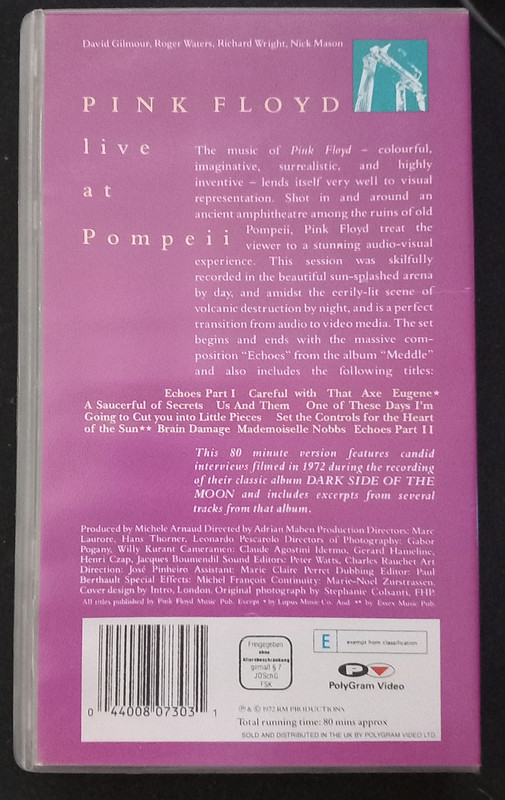 David Gilmour, Roger Waters, Richard Wright, Nick Mason
PINK FLOYD
live
at
Pompeii
The music of Pink Floyd – colourful,
imaginative, surrealistic, and highly
inventive – lends itself very well to visual
representation. Shot in and around an
ancient amphitheatre among the ruins of old
Pompeii, Pink Floyd treat the
viewer to a stunning audio-visual
experience. This session was skilfully
recorded in the beautiful sun-splashed arena
by day, and amidst the eerily-lit scene of
volcanic destruction by night, and is a perfect
transition from audio to video media. The set
begins and ends with the massive com-
position "Echoes" from the album "Meddle"
and also includes the following titles:
Echoes Part I Careful with That Axe Eugene*
A Saucerful of Secrets Us And Them One of These Days I'm
Going to Cut you into Little Pieces Set the Controls for the Heart
of the Sun** Brain Damage Mademoiselle Nobbs Echoes Part II
This 80 minute version features candid
interviews filmed in 1972 during the recording
of their classic album DARK SIDE OF THE
MOON and includes excerpts from several
tracks from that album.
Produced by Michele Arnaud Directed by Adrian Maben Production Directors: Marc
Laurore, Hans Thorner, Leonardo Pescarolo Directors of Photography: Gabor
Pogany, Willy Kurant Cameramen: Claude Agostini Idermo, Gerard Hameline,
Henri Czap, Jacques Boumendil Sound Editors: Peter Watts, Charles Rauchet Art
Direction: José Pinheiro Assistant: Marie Claire Perret Dubbing Editor: Paul
Berthault Special Effects: Michel François Continuity: Marie-Noel Zurstrassen,
Cover design by Intro, London. Original photograph by Stephanie Colsanti, FHP.
All titles published by Pink Floyd Music Pub. Except * by Lupus Music Co. And ** by Essex Music Pub.
Freigegeben
ohne
Altersbeschränkung
gemäß § 7
JÖSchG
FSK
E exempt from classification
PolyGram Video
0 44008 07303 1
℗ & © 1972 RM PRODUCTIONS
Total running time: 80 mins approx
SOLD AND DISTRIBUTED IN THE UK BY POLYGRAM VIDEO LTD.